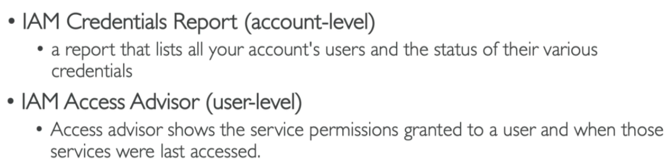 • IAM Credentials Report (account-level)
• a report that lists all your account's users and the status of their various
credentials
• IAM Access Advisor (user-level)
• Access advisor shows the service permissions granted to a user and when those
services were last accessed.